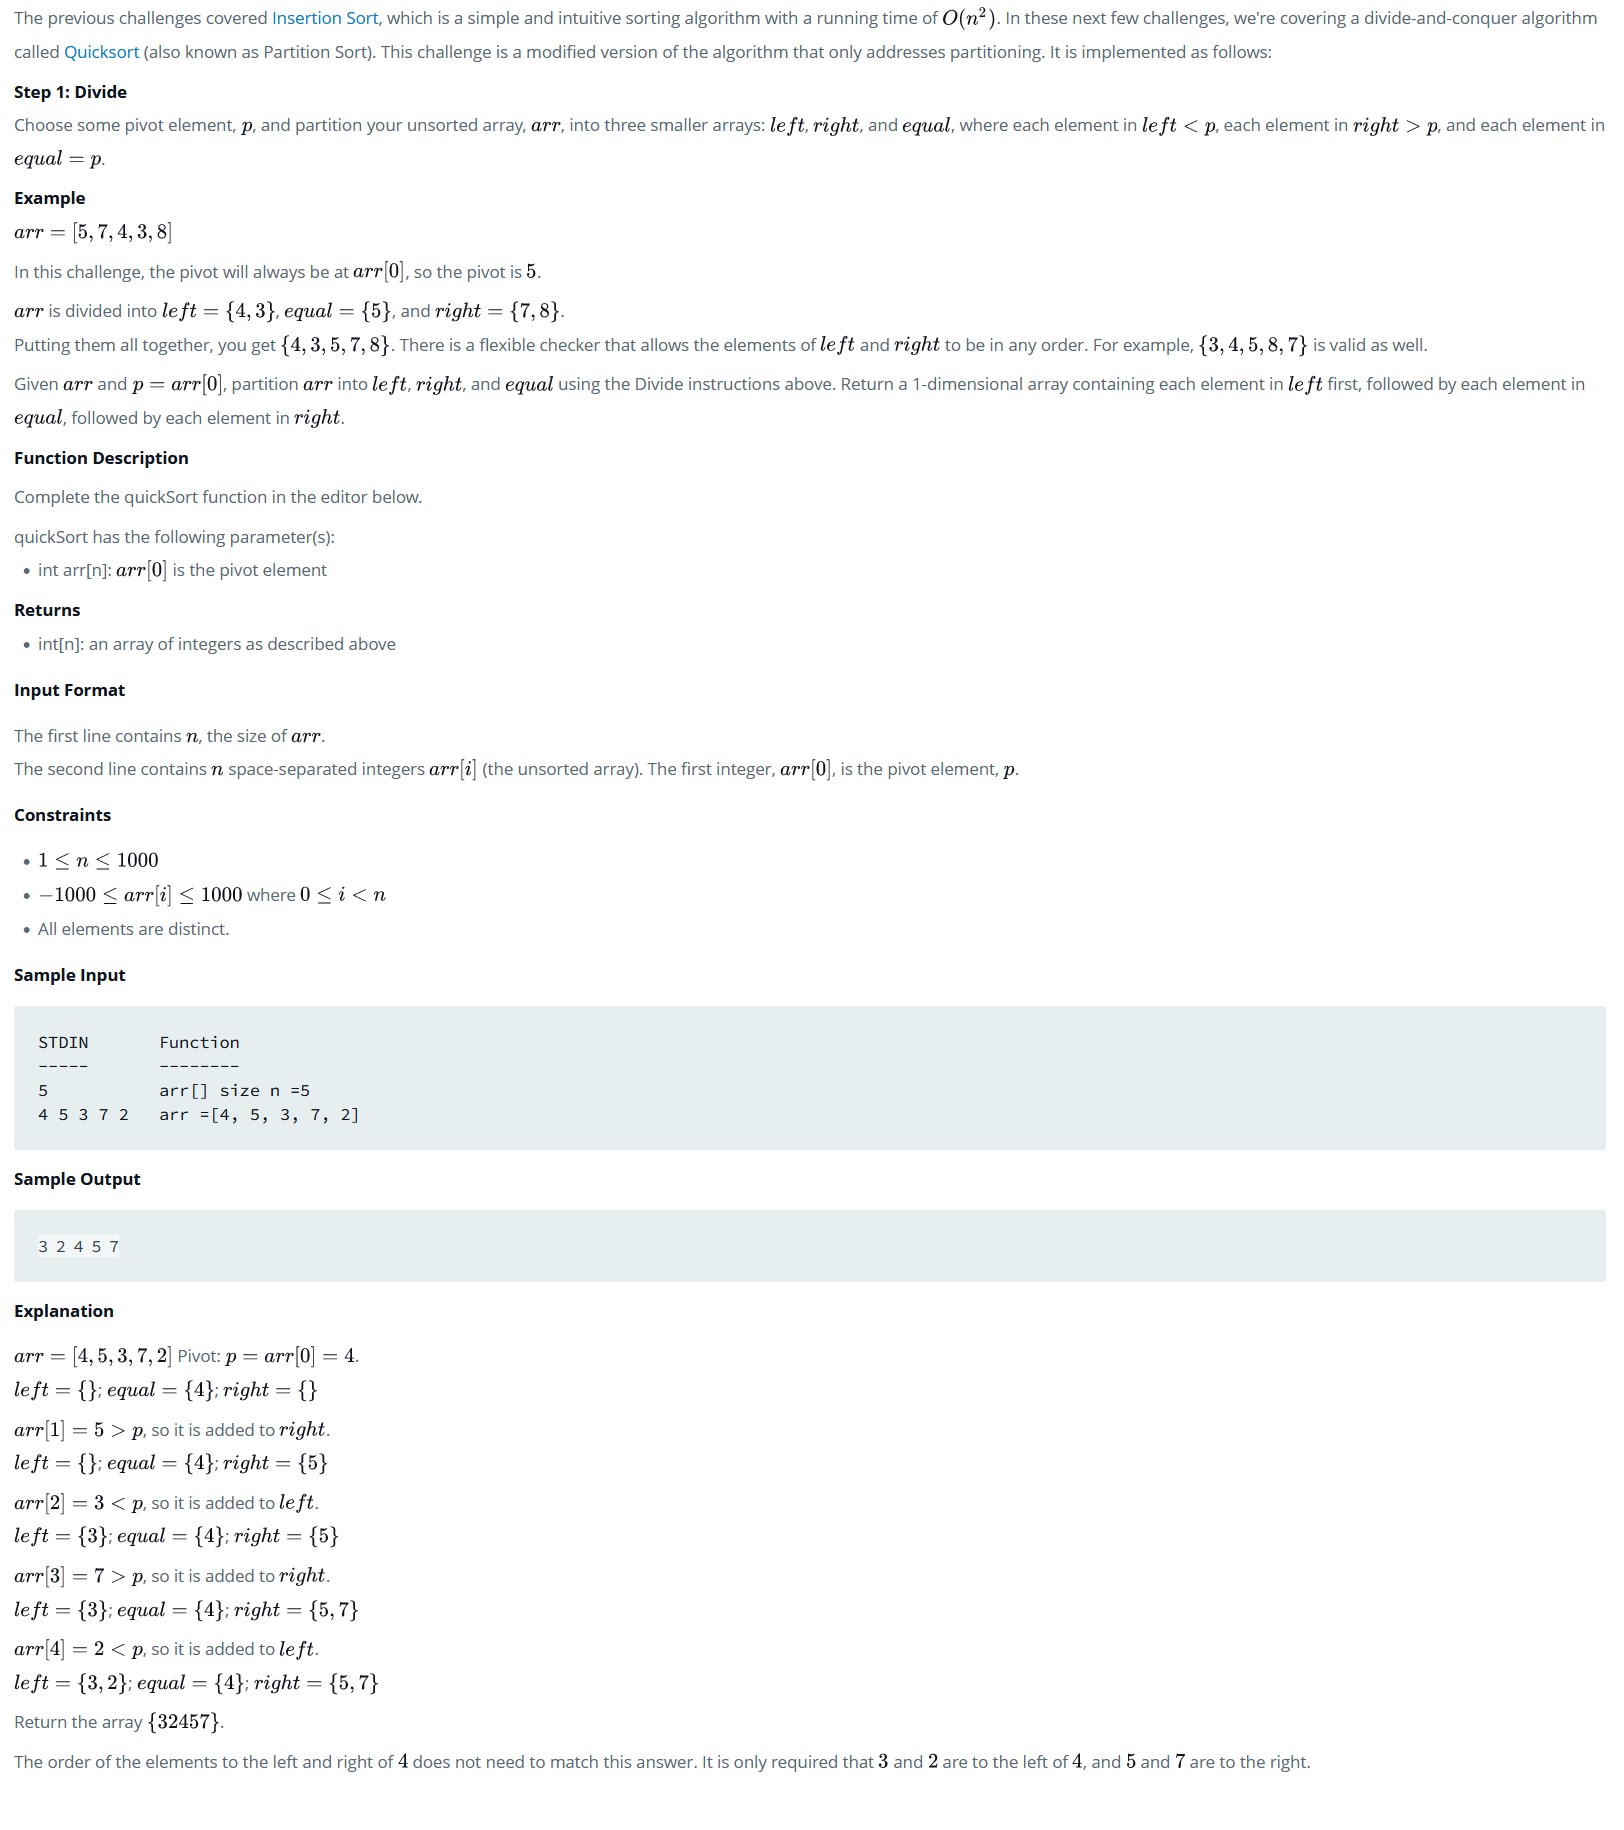 The previous challenges covered Insertion Sort, which is a simple and intuitive sorting algorithm with a running time of O(n²). In these next few challenges, we're covering a divide-and-conquer algorithm
called Quicksort (also known as Partition Sort). This challenge is a modified version of the algorithm that only addresses partitioning. It is implemented as follows:
Step 1: Divide
Choose some pivot element, p, and partition your unsorted array, arr, into three smaller arrays: left, right, and equal, where each element in left < p, each element in right > p, and each element in
equal = p.
Example
arr = [5, 7, 4, 3, 8]
In this challenge, the pivot will always be at arr[0], so the pivot is 5.
arr is divided into left = {4, 3}, equal = {5}, and right = {7, 8}.
Putting them all together, you get {4, 3, 5, 7, 8}. There is a flexible checker that allows the elements of left and right to be in any order. For example, {3, 4, 5, 8, 7} is valid as well.
Given arr and p = arr[0], partition arr into left, right, and equal using the Divide instructions above. Return a 1-dimensional array containing each element in left first, followed by each element in
equal, followed by each element in right.
Function Description
Complete the quickSort function in the editor below.
quickSort has the following parameter(s):
• int arr[n]: arr[0] is the pivot element
Returns
• int[n]: an array of integers as described above
Input Format
The first line contains n, the size of arr.
The second line contains n space-separated integers arr[i] (the unsorted array). The first integer, arr[0], is the pivot element, p.
Constraints
• 1 ≤ n ≤ 1000
• −1000 ≤ arr[i] ≤ 1000 where 0 ≤ i < n
• All elements are distinct.
Sample Input
STDIN       Function
-----       --------
5           arr[] size n =5
4 5 3 7 2   arr =[4, 5, 3, 7, 2]
Sample Output
3 2 4 5 7
Explanation
arr = [4, 5, 3, 7, 2] Pivot: p = arr[0] = 4.
left = {}; equal = {4}; right = {}
arr[1] = 5 > p, so it is added to right.
left = {}; equal = {4}; right = {5}
arr[2] = 3 < p, so it is added to left.
left = {3}; equal = {4}; right = {5}
arr[3] = 7 > p, so it is added to right.
left = {3}; equal = {4}; right = {5, 7}
arr[4] = 2 < p, so it is added to left.
left = {3, 2}; equal = {4}; right = {5, 7}
Return the array {32457}.
The order of the elements to the left and right of 4 does not need to match this answer. It is only required that 3 and 2 are to the left of 4, and 5 and 7 are to the right.